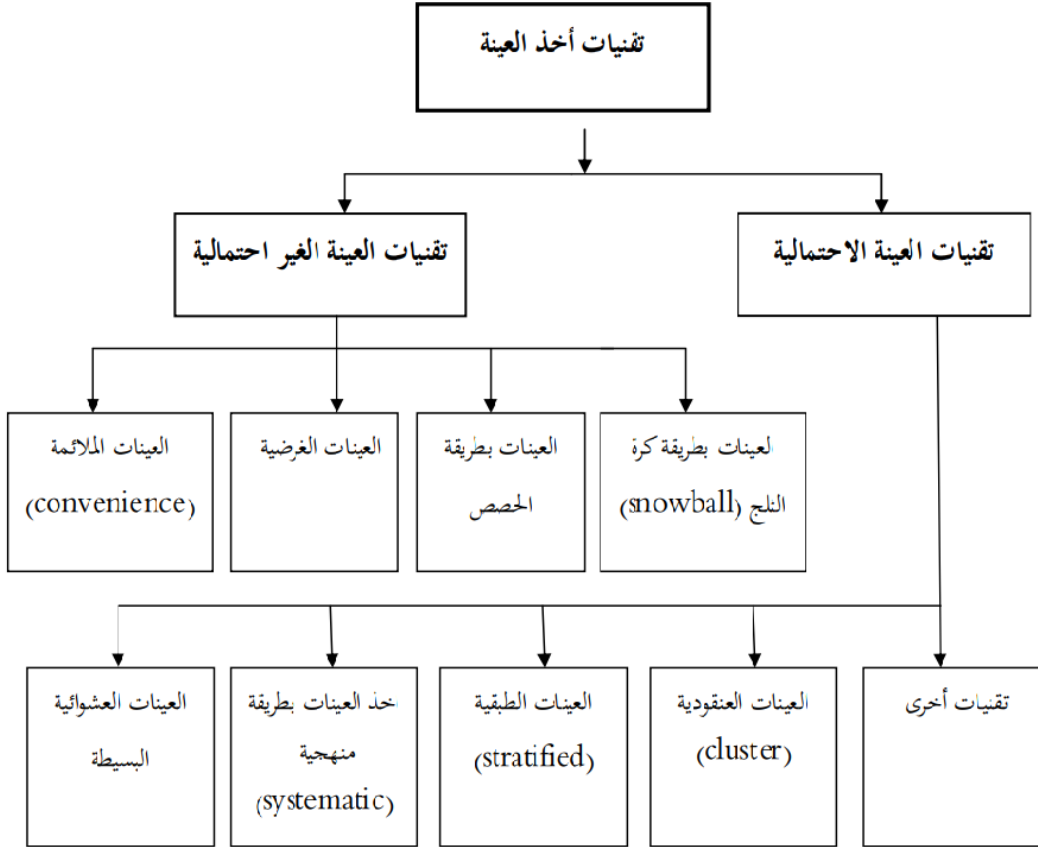 تقنيات أخذ العينة
تقنيات العينة الاحتمالية
تقنيات العينة الغير احتمالية
العينات بطريقة كرة
الثلج (snowball)
العينات بطريقة
الحصص
العينات الغرضية
العينات الملائمة
(convenience)
تقنيات أخرى
العينات العنقودية
(cluster)
العينات الطبقية
(stratified)
خذ العينات بطريقة
منهجية
(systematic)
العينات العشوائية
البسيطة